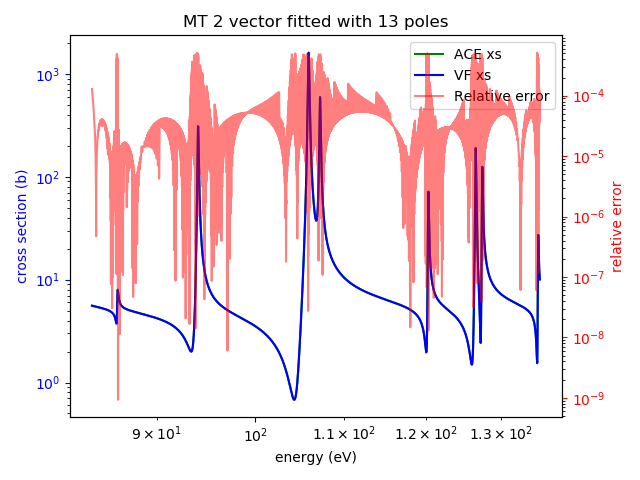 MT 2 vector fitted with 13 poles
ACE xs
VF xs
Relative error
cross section (b)
10³
10²
10¹
10⁰
relative error
10⁻⁴
10⁻⁵
10⁻⁶
10⁻⁷
10⁻⁸
10⁻⁹
9 × 10¹
10²
1.1 × 10²
1.2 × 10²
1.3 × 10²
energy (eV)